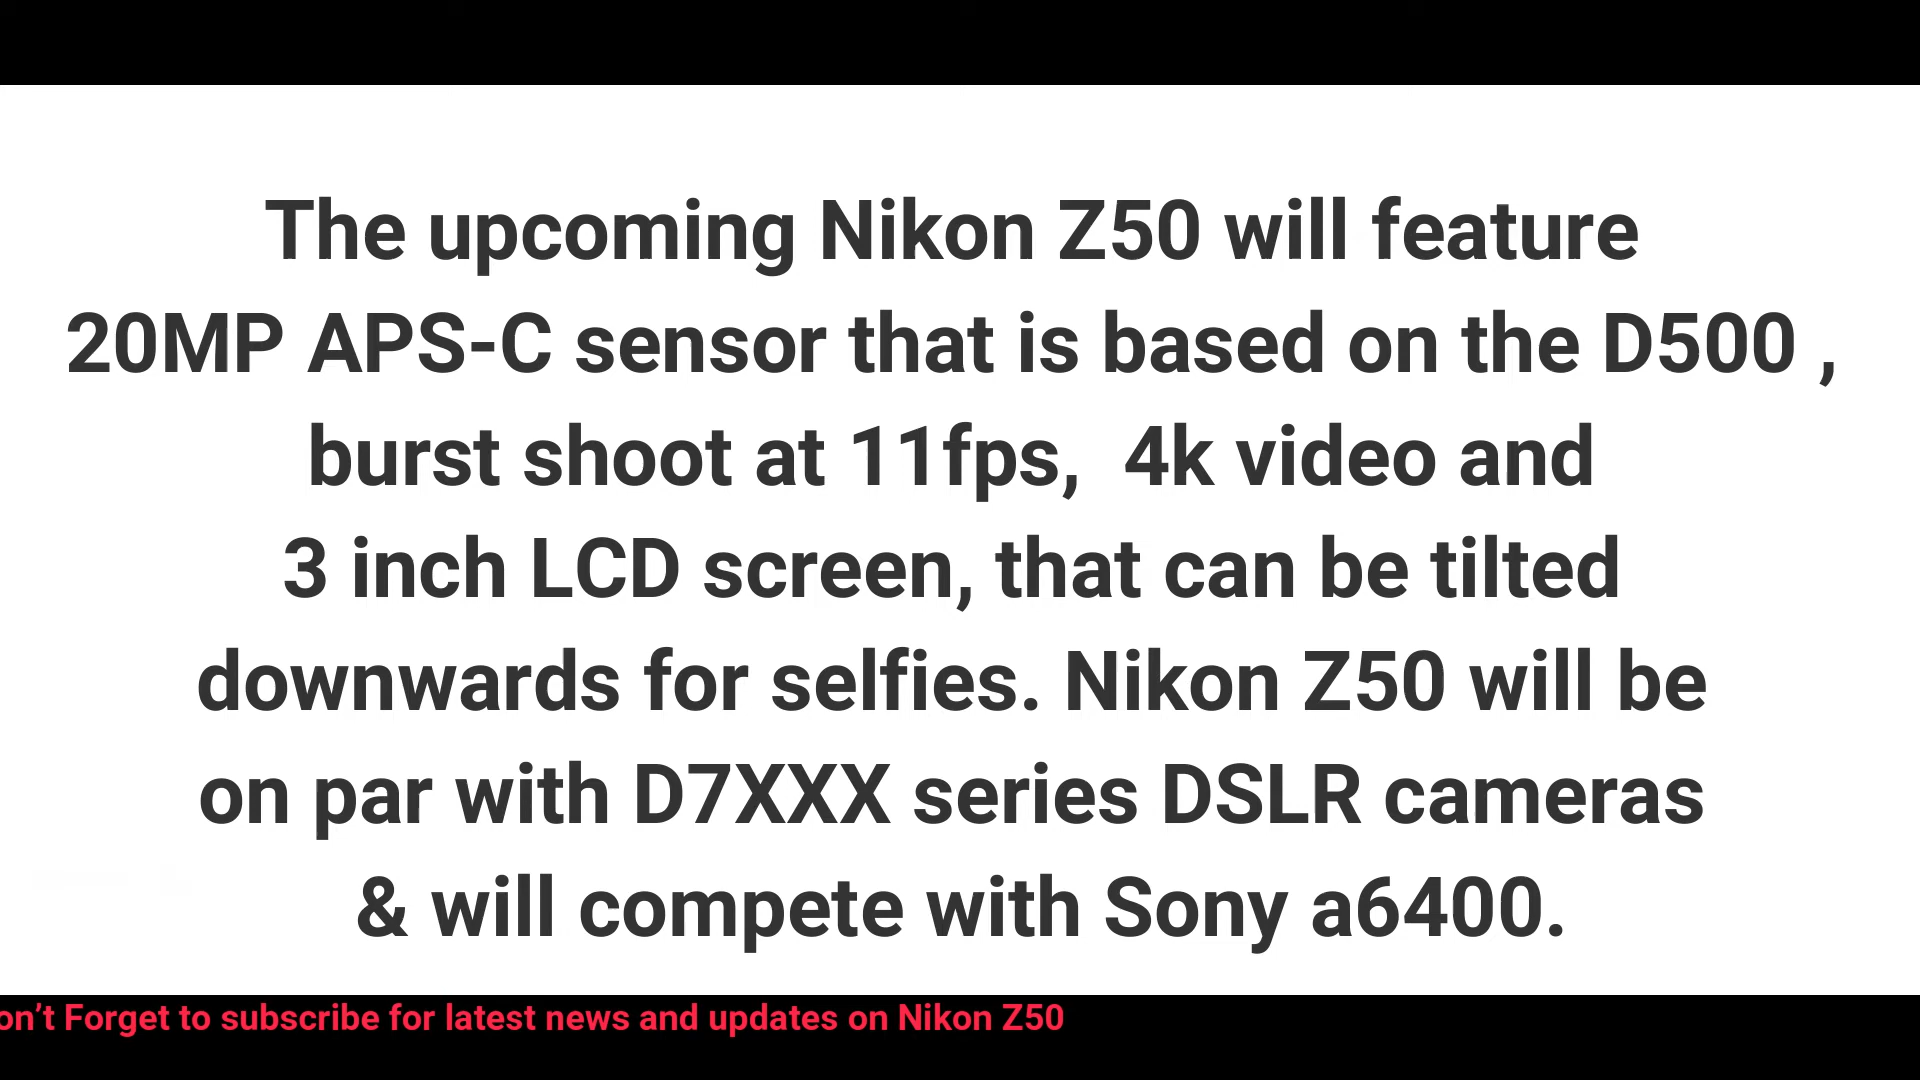 The upcoming Nikon Z50 will feature
20MP APS-C sensor that is based on the D500 ,
burst shoot at 11fps,  4k video and
3 inch LCD screen, that can be tilted
downwards for selfies. Nikon Z50 will be
on par with D7XXX series DSLR cameras
& will compete with Sony a6400.
on’t Forget to subscribe for latest news and updates on Nikon Z50